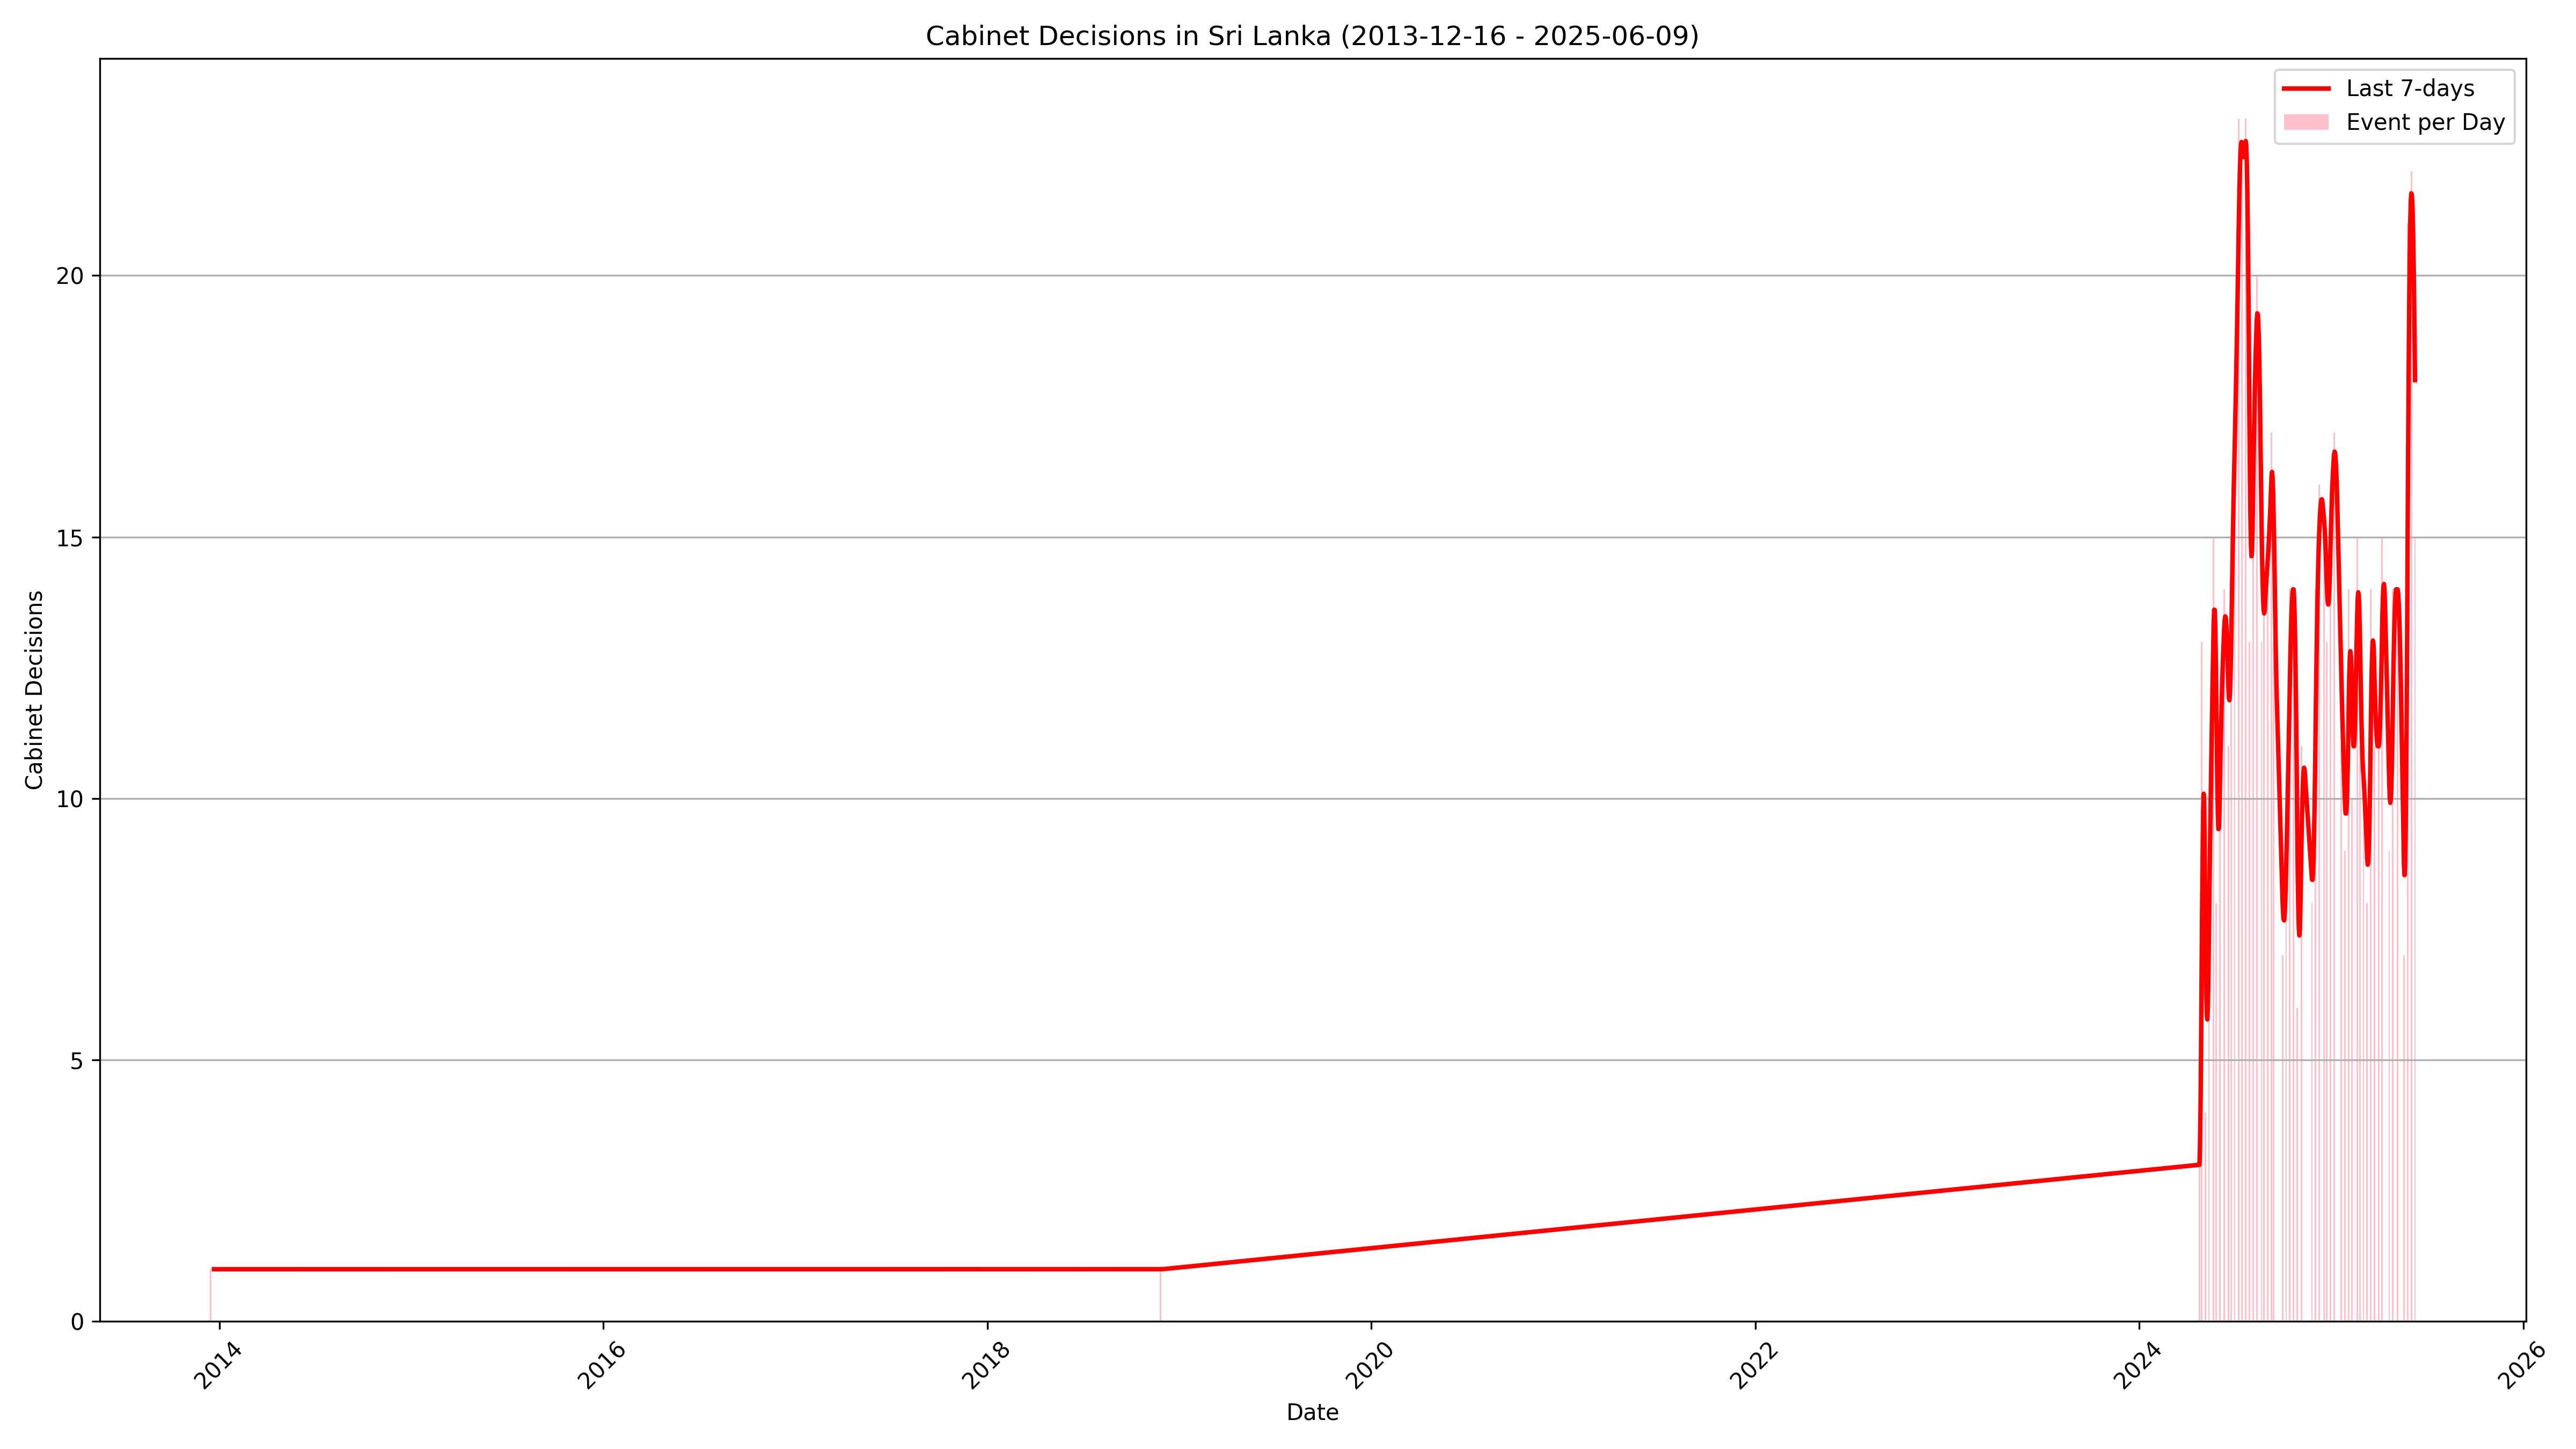 Cabinet Decisions in Sri Lanka (2013-12-16 - 2025-06-09)
Last 7-days
Event per Day
Cabinet Decisions
20
15
10
5
0
2014
2016
2018
2020
2022
2024
2026
Date